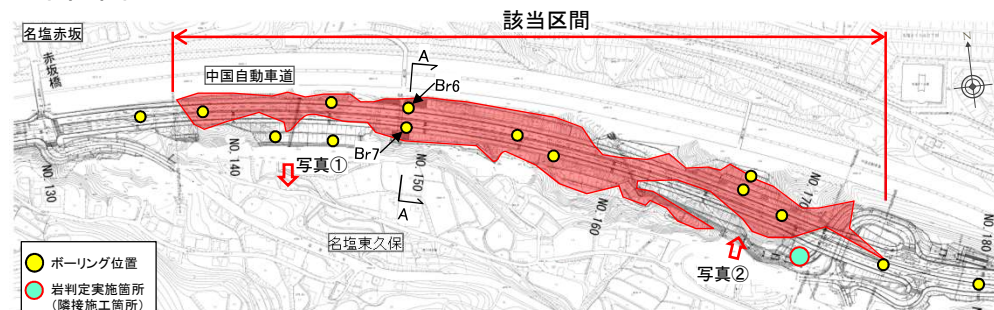 該当区間
名塩赤坂
赤坂橋
中国自動車道
A
Br6
Br7
写真①
A
名塩東久保
写真②
NO. 130
NO. 140
NO. 150
NO. 160
NO. 170
NO. 180
N
ボーリング位置
岩判定実施箇所
(隣接施工箇所)